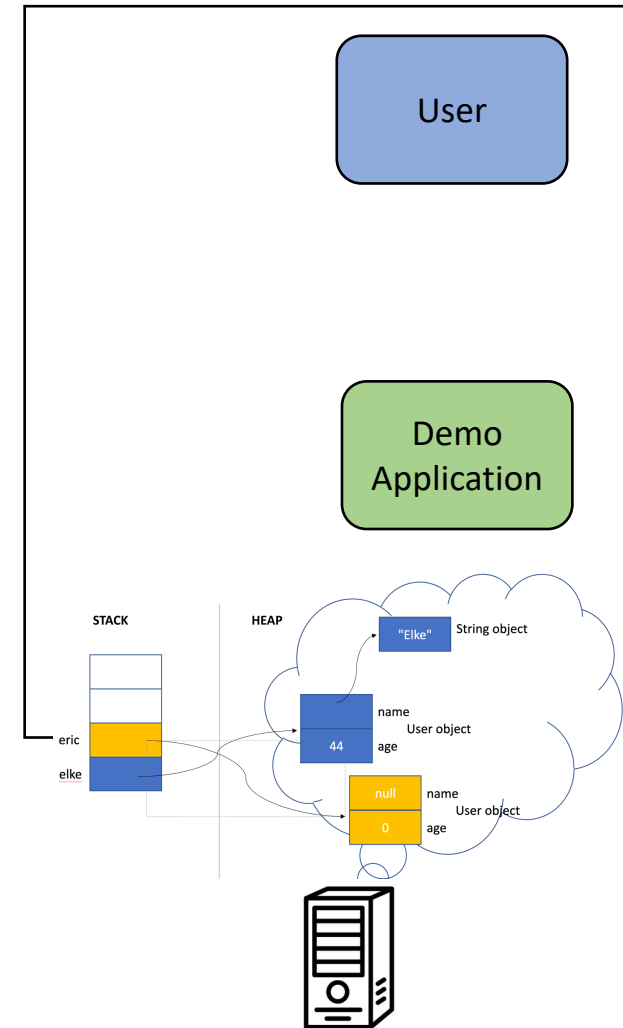 User
Demo
Application
STACK
HEAP
"Elke"
String object
name
User object
eric
44
age
elke
null
name
User object
0
age